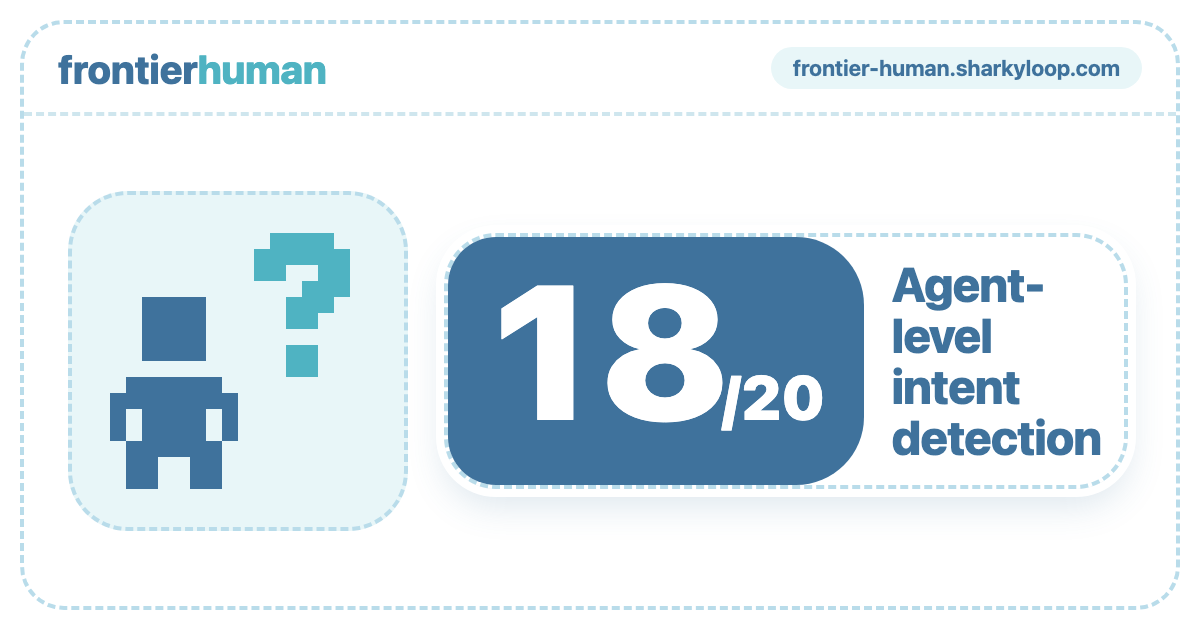 frontierhuman
frontier-human.sharkyloop.com
18/20
Agent-
level
intent
detection